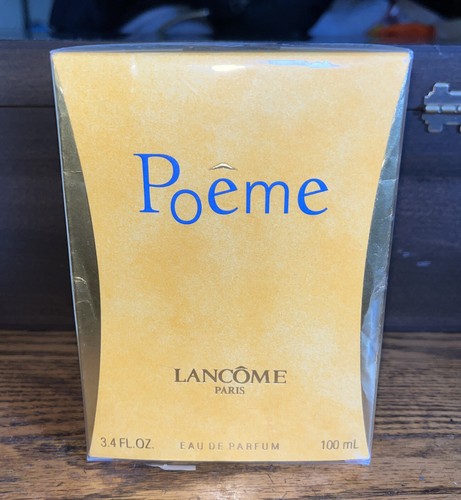 Poême
LANCÔME
PARIS
3.4 FL.OZ. EAU DE PARFUM 100 mL